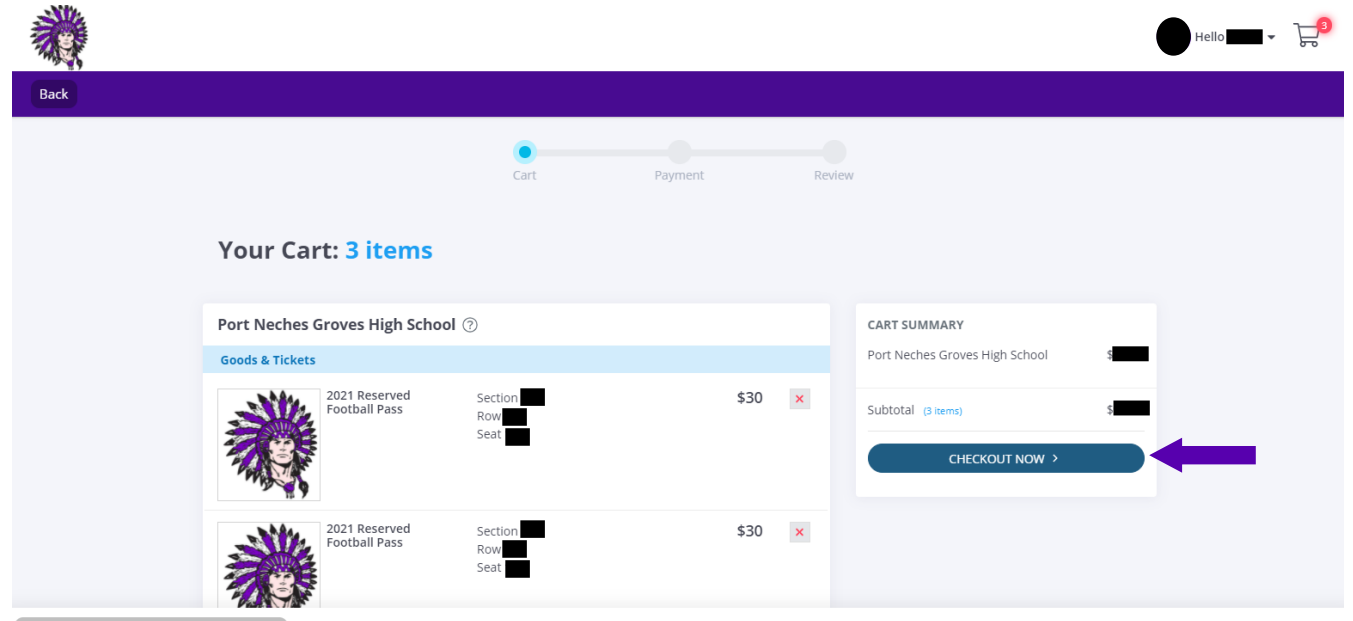 Hello
3
Back
Cart
Payment
Review
Your Cart: 3 items
Port Neches Groves High School ?
Goods & Tickets
2021 Reserved
Football Pass
Section
Row
Seat
$30
×
2021 Reserved
Football Pass
Section
Row
Seat
$30
×
CART SUMMARY
Port Neches Groves High School $
Subtotal (3 items) $
CHECKOUT NOW >